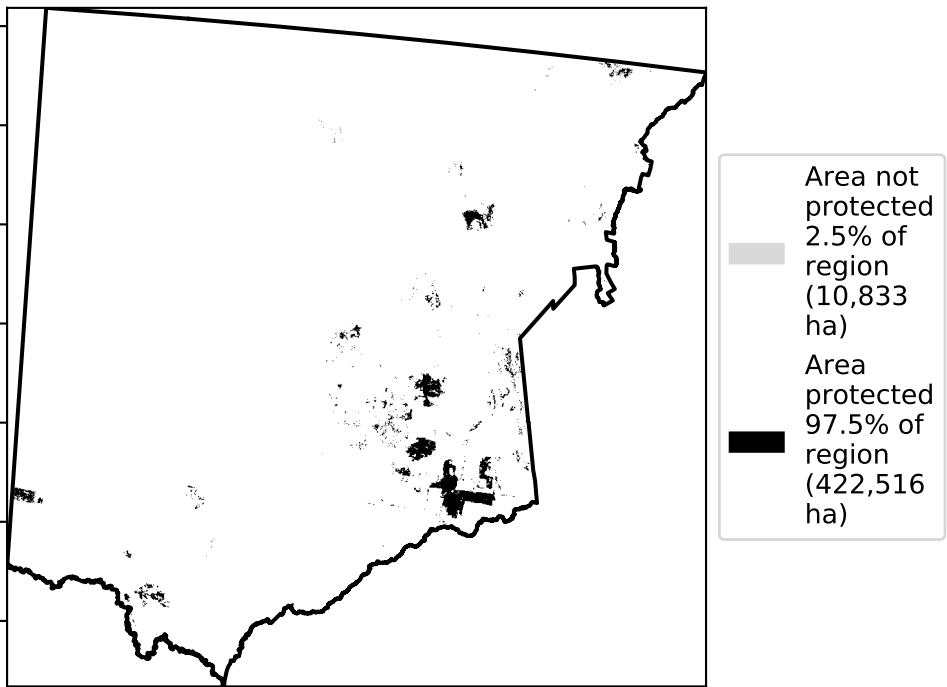 Area not
protected
2.5% of
region
(10,833
ha)
Area
protected
97.5% of
region
(422,516
ha)